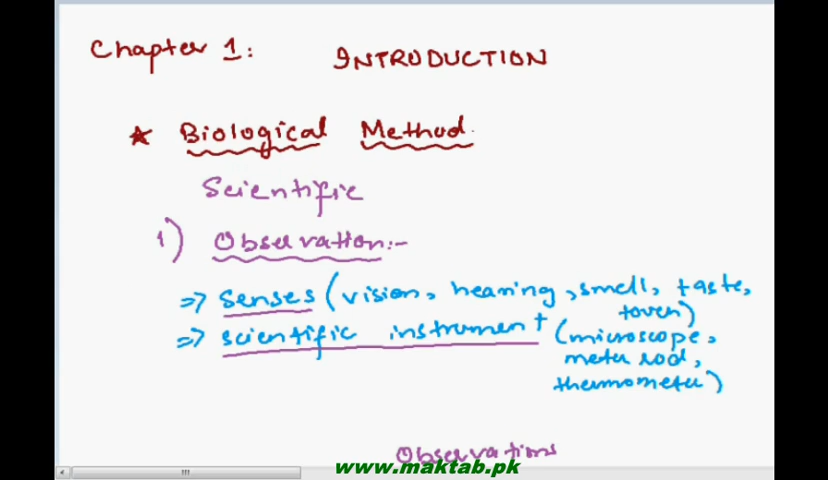 Chapter 1: INTRODUCTION
★ Biological Method.
Scientific
1) Observation:-
⇒ senses (vision, hearing, smell, taste,
touch)
⇒ scientific instrument (microscope,
meter rod,
thermometer)
Observations
www.maktab.pk